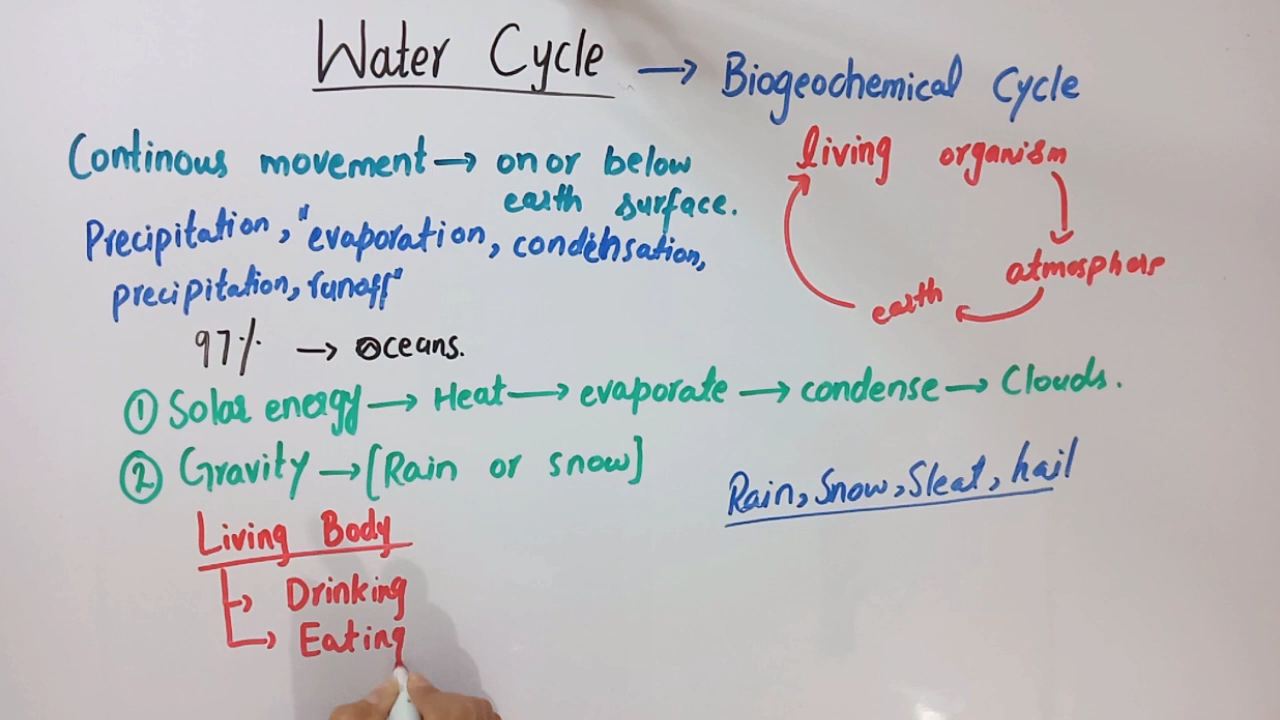 Water Cycle → Biogeochemical Cycle
Continous movement → on or below
earth surface.
Precipitation, "evaporation, condensation,
precipitation, runoff"
97% → Oceans.
living organism
atmosphere
earth
① Solar energy → Heat → evaporate → condense → Clouds.
② Gravity → [Rain or snow]
Rain, Snow, Sleat, hail
Living Body
→ Drinking
→ Eating